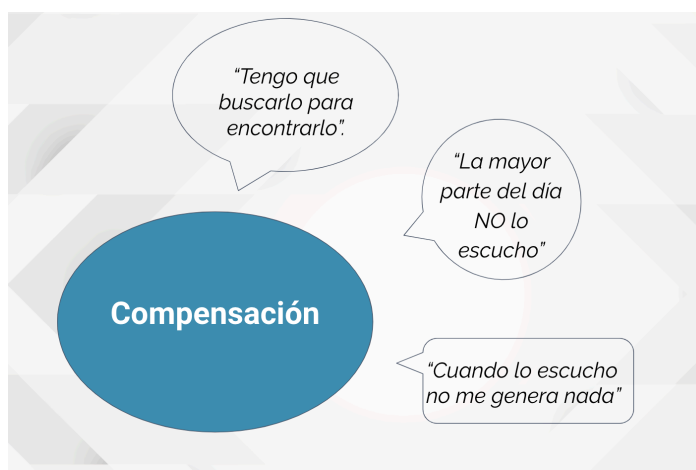 “Tengo que
buscarlo para
encontrarlo”.
“La mayor
parte del día
NO lo
escucho”
Compensación
“Cuando lo escucho
no me genera nada”